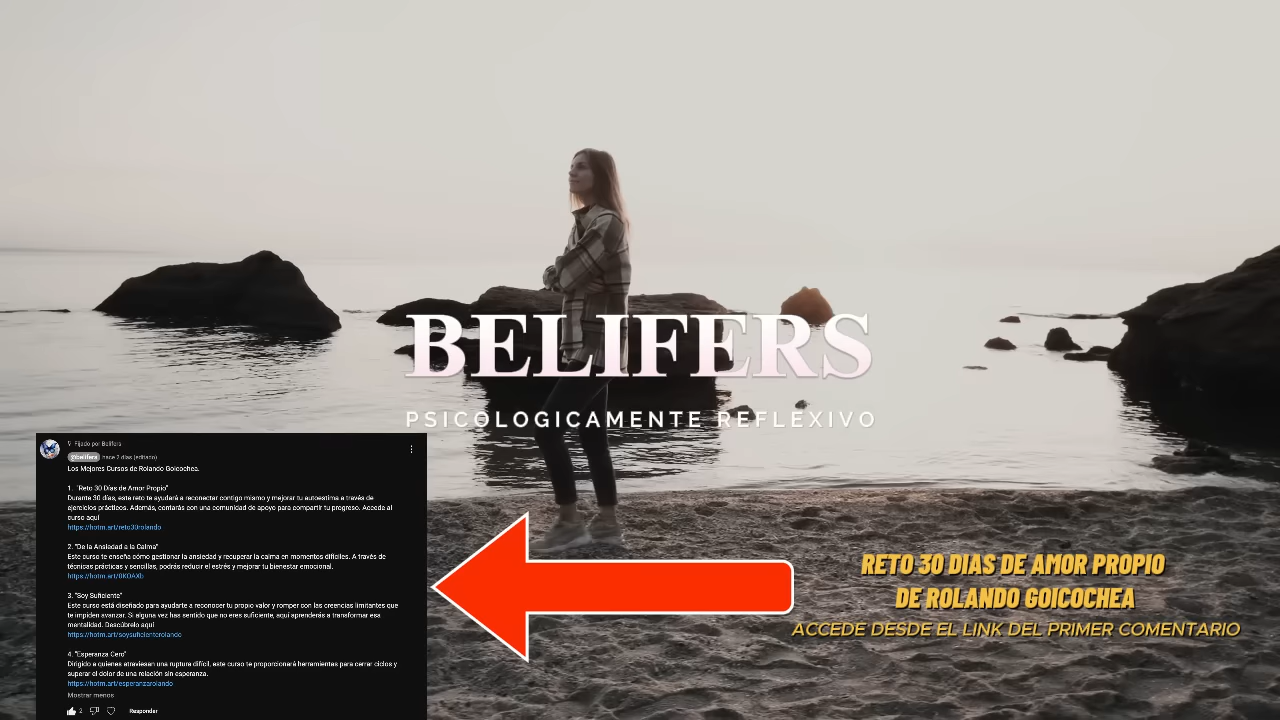 BELIFERS
PSICOLOGICAMENTE REFLEXIVO
Fijado por Belifers
@belifers hace 2 días (editado)
Los Mejores Cursos de Rolando Goicochea.
1. "Reto 30 Días de Amor Propio"
Durante 30 días, este reto te ayudará a reconectar contigo mismo y mejorar tu autoestima a través de
ejercicios prácticos. Además, contarás con una comunidad de apoyo para compartir tu progreso. Accede al
curso aquí
https://hotm.art/reto30rolando
2. "De la Ansiedad a la Calma"
Este curso te enseña cómo gestionar la ansiedad y recuperar la calma en momentos difíciles. A través de
técnicas prácticas y sencillas, podrás reducir el estrés y mejorar tu bienestar emocional.
https://hotm.art/0KOAXb
3. "Soy Suficiente"
Este curso está diseñado para ayudarte a reconocer tu propio valor y romper con las creencias limitantes que
te impiden avanzar. Si alguna vez has sentido que no eres suficiente, aquí aprenderás a transformar esa
mentalidad. Descúbrelo aquí
https://hotm.art/soysuficienterolando
4. "Esperanza Cero"
Dirigido a quienes atraviesan una ruptura difícil, este curso te proporcionará herramientas para cerrar ciclos y
superar el dolor de una relación sin esperanza.
https://hotm.art/esperanzarolando
Mostrar menos
2 Responder
RETO 30 DIAS DE AMOR PROPIO
DE ROLANDO GOICOCHEA
ACCEDE DESDE EL LINK DEL PRIMER COMENTARIO